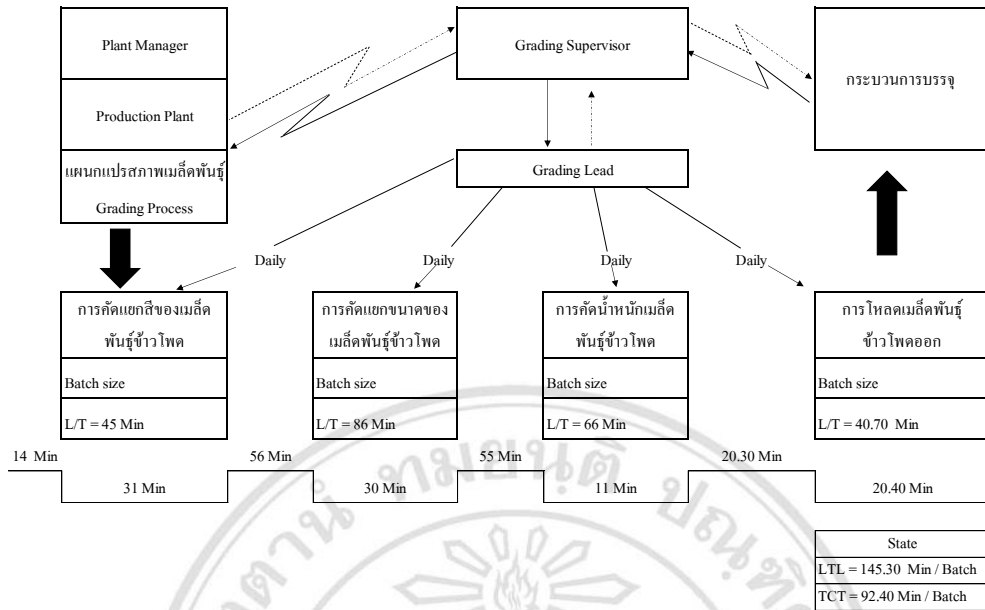 Plant Manager
Production Plant
แผนกแปรสภาพเมล็ดพันธุ์
Grading Process
Grading Supervisor
กระบวนการบรรจุ
Grading Lead
Daily
Daily
Daily
Daily
การคัดแยกสีของเมล็ด
พันธุ์ข้าวโพด
Batch size
L/T = 45 Min
การคัดแยกขนาดของ
เมล็ดพันธุ์ข้าวโพด
Batch size
L/T = 86 Min
การคัดน้ำหนักเมล็ด
พันธุ์ข้าวโพด
Batch size
L/T = 66 Min
การโหลดเมล็ดพันธุ์
ข้าวโพดออก
Batch size
L/T = 40.70 Min
14 Min
31 Min
56 Min
30 Min
55 Min
11 Min
20.30 Min
20.40 Min
State
LTL = 145.30 Min / Batch
TCT = 92.40 Min / Batch